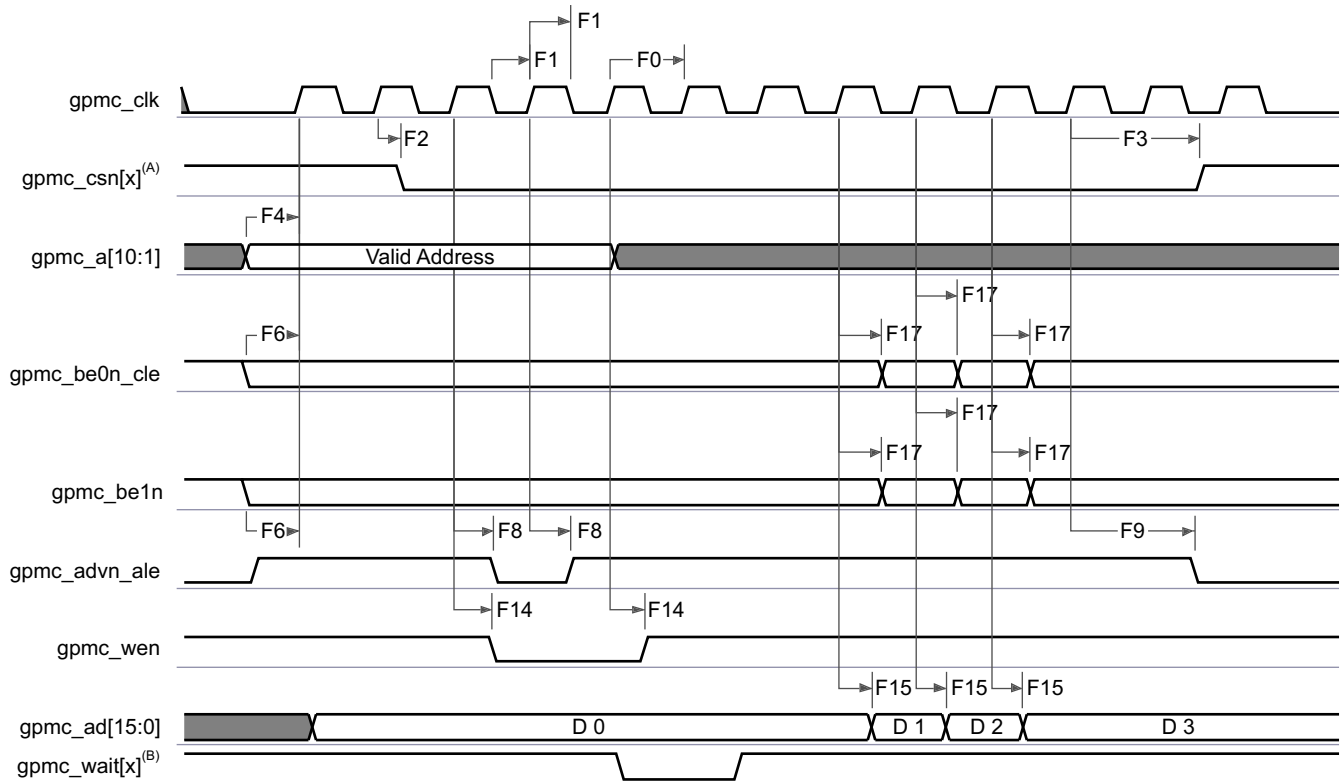 F1
F1
F0
gpmc_clk
F2
F3
gpmc_csn[x](A)
F4
gpmc_a[10:1]
Valid Address
F17
F6
F17
F17
gpmc_be0n_cle
F17
F17
F17
gpmc_be1n
F6
F8
F8
F9
gpmc_advn_ale
F14
F14
gpmc_wen
F15
F15
F15
gpmc_ad[15:0]
D 0
D 1
D 2
D 3
gpmc_wait[x](B)